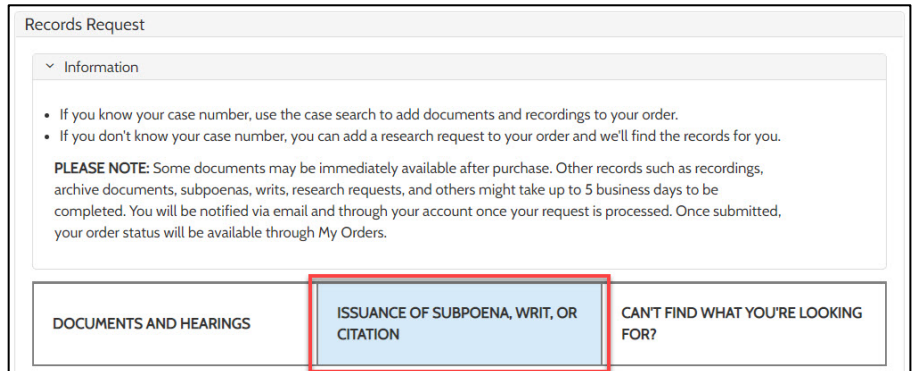 Records Request
Information
• If you know your case number, use the case search to add documents and recordings to your order.
• If you don't know your case number, you can add a research request to your order and we'll find the records for you.
PLEASE NOTE: Some documents may be immediately available after purchase. Other records such as recordings,
archive documents, subpoenas, writs, research requests, and others might take up to 5 business days to be
completed. You will be notified via email and through your account once your request is processed. Once submitted,
your order status will be available through My Orders.
DOCUMENTS AND HEARINGS
ISSUANCE OF SUBPOENA, WRIT, OR
CITATION
CAN'T FIND WHAT YOU'RE LOOKING
FOR?